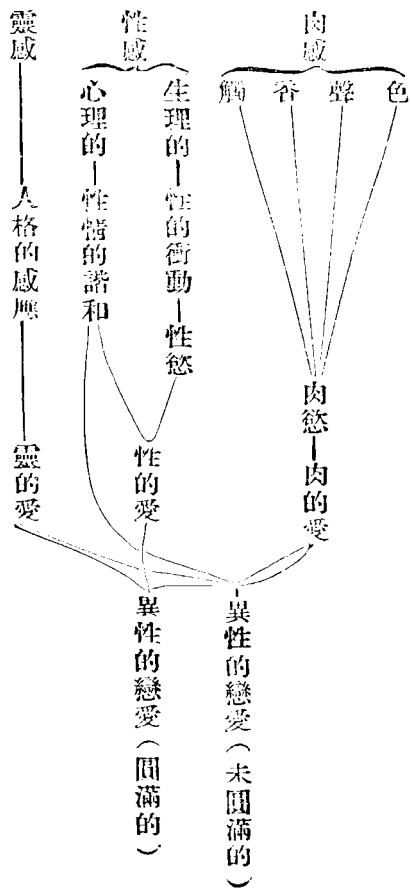 肉感
色
聲
香
觸
肉慾—肉的愛
性感
生理的—性的衝動—性慾
心理的—性情的諧和
性的愛
靈感—人格的感應—靈的愛
異性的戀愛（未圓滿的）
異性的戀愛（圓滿的）